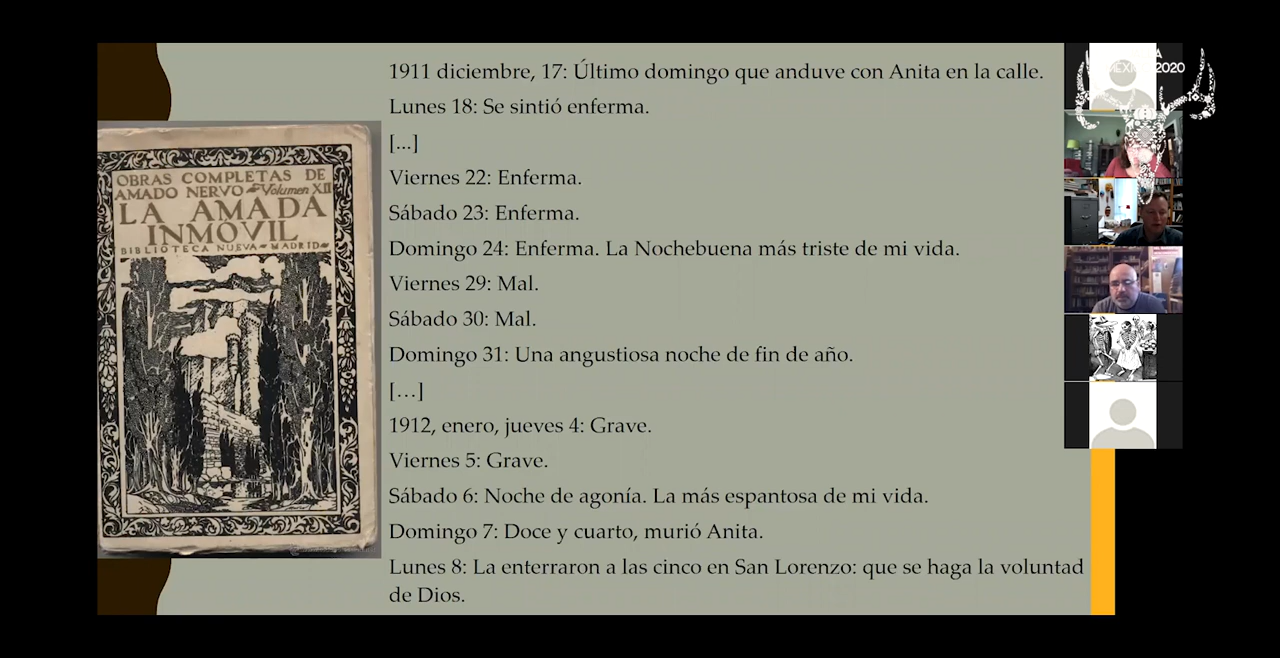 1911 diciembre, 17: Último domingo que anduve con Anita en la calle.
Lunes 18: Se sintió enferma.
[...]
Viernes 22: Enferma.
Sábado 23: Enferma.
Domingo 24: Enferma. La Nochebuena más triste de mi vida.
Viernes 29: Mal.
Sábado 30: Mal.
Domingo 31: Una angustiosa noche de fin de año.
[…]
1912, enero, jueves 4: Grave.
Viernes 5: Grave.
Sábado 6: Noche de agonía. La más espantosa de mi vida.
Domingo 7: Doce y cuarto, murió Anita.
Lunes 8: La enterraron a las cinco en San Lorenzo: que se haga la voluntad
de Dios.
OBRAS COMPLETAS DE
AMADO NERVO Volumen XII
LA AMADA
INMOVIL
BIBLIOTECA NUEVA - MADRID
2020